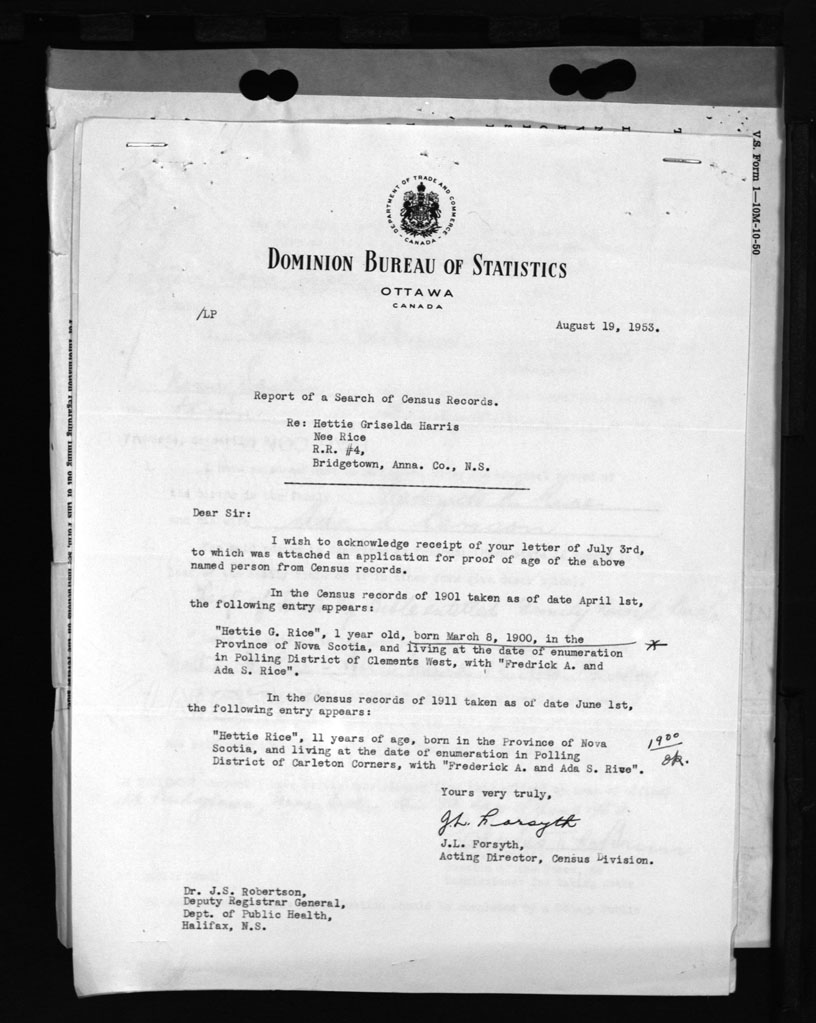 V.S. Form 1—10M-10-50
DEPARTMENT OF TRADE AND COMMERCE
- CANADA -
DOMINION BUREAU OF STATISTICS
OTTAWA
CANADA
/LP
August 19, 1953.
Report of a Search of Census Records.
Re: Hettie Griselda Harris
Nee Rice
R.R. #4,
Bridgetown, Anna. Co., N.S.
Dear Sir:
I wish to acknowledge receipt of your letter of July 3rd,
to which was attached an application for proof of age of the above
named person from Census records.
In the Census records of 1901 taken as of date April 1st,
the following entry appears:
"Hettie G. Rice", 1 year old, born March 8, 1900, in the
Province of Nova Scotia, and living at the date of enumeration
in Polling District of Clements West, with "Fredrick A. and
Ada S. Rice".
In the Census records of 1911 taken as of date June 1st,
the following entry appears:
"Hettie Rice", 11 years of age, born in the Province of Nova
Scotia, and living at the date of enumeration in Polling
District of Carleton Corners, with "Frederick A. and Ada S. Rice".
1900
OK.
Yours very truly,
J.L. Forsyth
J.L. Forsyth,
Acting Director, Census Division.
Dr. J.S. Robertson,
Deputy Registrar General,
Dept. of Public Health,
Halifax, N.S.